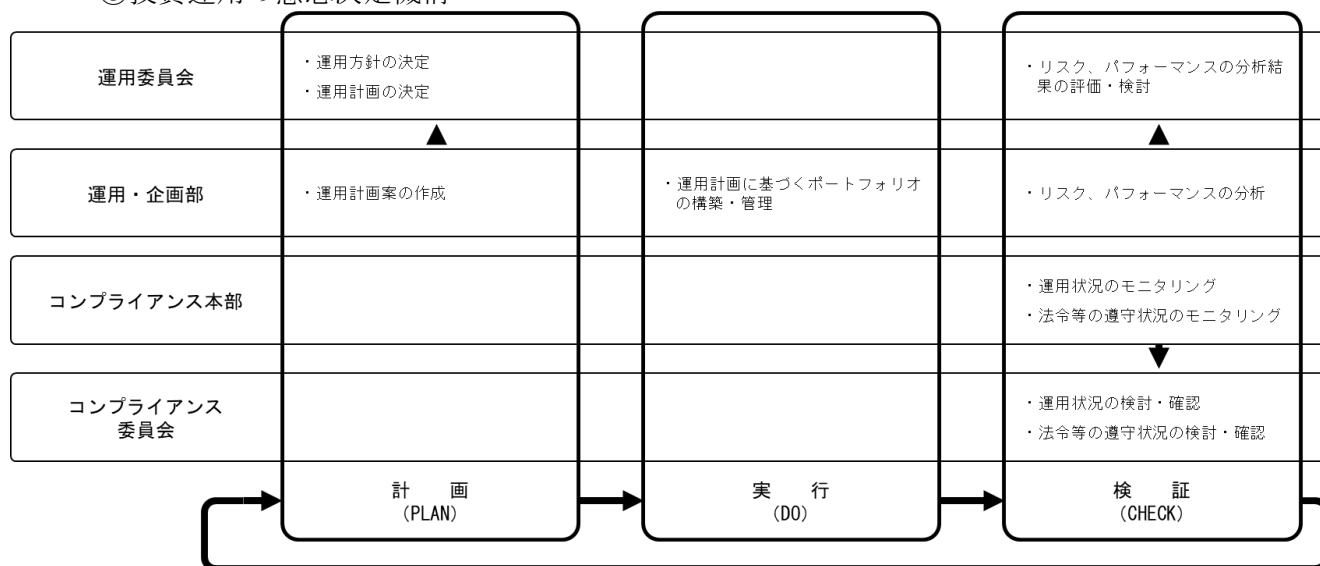 運用委員会
・運用方針の決定
・運用計画の決定
・リスク、パフォーマンスの分析結
果の評価・検討
運用・企画部
・運用計画案の作成
・運用計画に基づくポートフォリオ
の構築・管理
・リスク、パフォーマンスの分析
コンプライアンス本部
・運用状況のモニタリング
・法令等の遵守状況のモニタリング
コンプライアンス
委員会
・運用状況の検討・確認
・法令等の遵守状況の検討・確認
計 画
(PLAN)
実 行
(DO)
検 証
(CHECK)